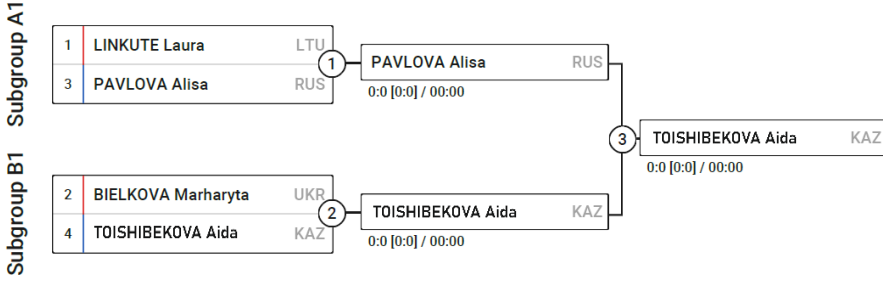 Subgroup A1
1 LINKUTE Laura LTU
3 PAVLOVA Alisa RUS
1
PAVLOVA Alisa RUS
0:0 [0:0] / 00:00
Subgroup B1
2 BIELKOVA Marharyta UKR
4 TOISHIBEKOVA Aida KAZ
2
TOISHIBEKOVA Aida KAZ
0:0 [0:0] / 00:00
3
TOISHIBEKOVA Aida KAZ
0:0 [0:0] / 00:00